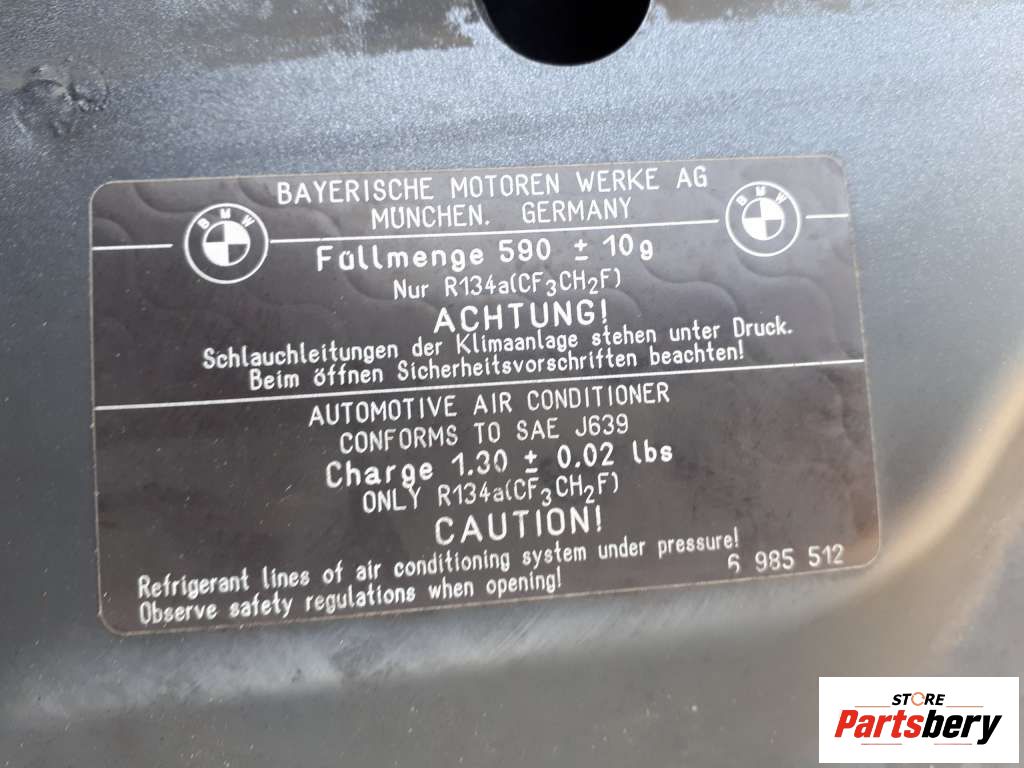 BAYERISCHE MOTOREN WERKE AG
MÜNCHEN. GERMANY
BMW
BMW
Füllmenge 590 ± 10g
Nur R134a(CF₃CH₂F)
ACHTUNG!
Schlauchleitungen der Klimaanlage stehen unter Druck.
Beim öffnen Sicherheitsvorschriften beachten!
AUTOMOTIVE AIR CONDITIONER
CONFORMS TO SAE J639
Charge 1.30 ± 0.02 lbs
ONLY R134a(CF₃CH₂F)
CAUTION!
Refrigerant lines of air conditioning system under pressure!
Observe safety regulations when opening!
6 985 512
STORE
Partsbery